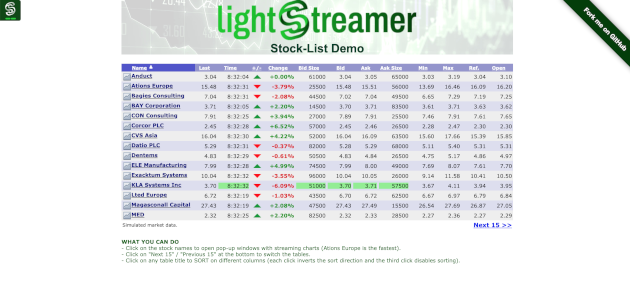 lightStreamer
Stock-List Demo
Fork me on GitHub
Name Last Time +/- Change Bid Size Bid Ask Ask Size Min Max Ref. Open
Anduct 3.04 8:32:04 +0.00% 61000 3.04 3.05 65000 3.03 3.19 3.04 3.10
Ations Europe 15.48 8:32:31 -3.79% 25500 15.48 15.51 58000 13.69 16.46 16.09 16.20
Bagies Consulting 7.04 8:32:31 -2.08% 44500 7.02 7.04 49500 6.65 7.29 7.19 7.25
BAY Corporation 3.71 8:32:05 +2.20% 14500 3.70 3.71 83500 3.61 3.71 3.63 3.62
CON Consulting 7.91 8:32:25 +3.94% 27000 7.89 7.91 25500 7.46 7.91 7.61 7.65
Corcor PLC 2.45 8:32:28 +6.52% 57000 2.45 2.46 26500 2.28 2.47 2.30 2.30
CVS Asia 16.04 8:32:30 +4.22% 52000 16.04 16.09 63500 15.60 17.66 15.39 15.85
Datio PLC 5.29 8:32:31 -0.37% 82000 5.28 5.29 68000 5.11 5.40 5.31 5.31
Dentems 4.83 8:32:29 -0.61% 50500 4.83 4.84 26500 4.75 5.17 4.86 4.97
ELE Manufacturing 7.99 8:32:28 +4.99% 74500 7.99 8.00 49000 7.69 8.07 7.61 7.70
Exacktum Systems 10.04 8:32:32 -3.55% 96000 10.04 10.05 26000 9.14 11.58 10.41 10.50
KLA Systems Inc 3.70 8:32:32 -6.09% 51000 3.70 3.71 57500 3.67 4.11 3.94 3.95
Lted Europe 6.72 8:32:19 -1.03% 43500 6.70 6.72 62500 6.67 6.97 6.79 6.84
Magasconall Capital 27.43 8:32:19 +2.08% 47500 27.43 27.49 15500 26.54 27.69 26.87 27.05
MED 2.32 8:32:25 +2.20% 82500 2.32 2.33 28500 2.27 2.36 2.27 2.29
Simulated market data. Next 15 >>
WHAT YOU CAN DO
- Click on the stock names to open pop-up windows with streaming charts (Ations Europe is the fastest).
- Click on "Next 15" / "Previous 15" at the bottom to switch the tables.
- Click on any table title to SORT on different columns (each click inverts the sort direction and the third click disables sorting).